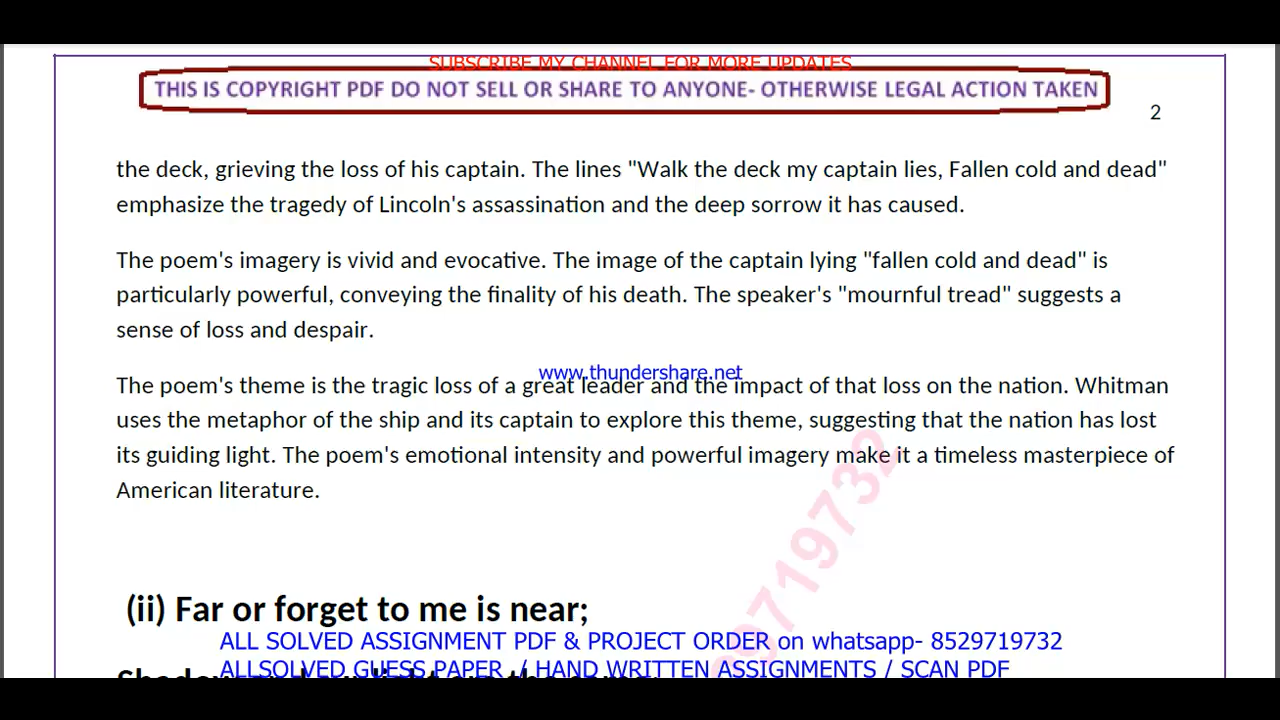 SUBSCRIBE MY CHANNEL FOR MORE UPDATES
THIS IS COPYRIGHT PDF DO NOT SELL OR SHARE TO ANYONE- OTHERWISE LEGAL ACTION TAKEN
2
the deck, grieving the loss of his captain. The lines "Walk the deck my captain lies, Fallen cold and dead"
emphasize the tragedy of Lincoln's assassination and the deep sorrow it has caused.
The poem's imagery is vivid and evocative. The image of the captain lying "fallen cold and dead" is
particularly powerful, conveying the finality of his death. The speaker's "mournful tread" suggests a
sense of loss and despair.
www.thundershare.net
The poem's theme is the tragic loss of a great leader and the impact of that loss on the nation. Whitman
uses the metaphor of the ship and its captain to explore this theme, suggesting that the nation has lost
its guiding light. The poem's emotional intensity and powerful imagery make it a timeless masterpiece of
American literature.
(ii) Far or forget to me is near;
ALL SOLVED ASSIGNMENT PDF & PROJECT ORDER on whatsapp- 8529719732
ALLSOLVED GUESS PAPER / HAND WRITTEN ASSIGNMENTS / SCAN PDF